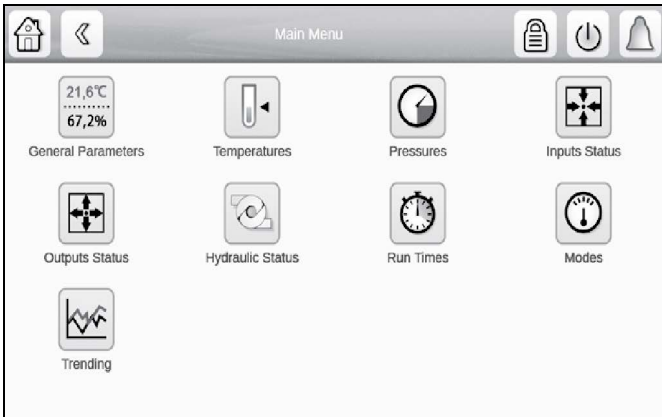 Main Menu
21,6°C
67,2%
General Parameters
Temperatures
Pressures
Inputs Status
Outputs Status
Hydraulic Status
Run Times
Modes
Trending